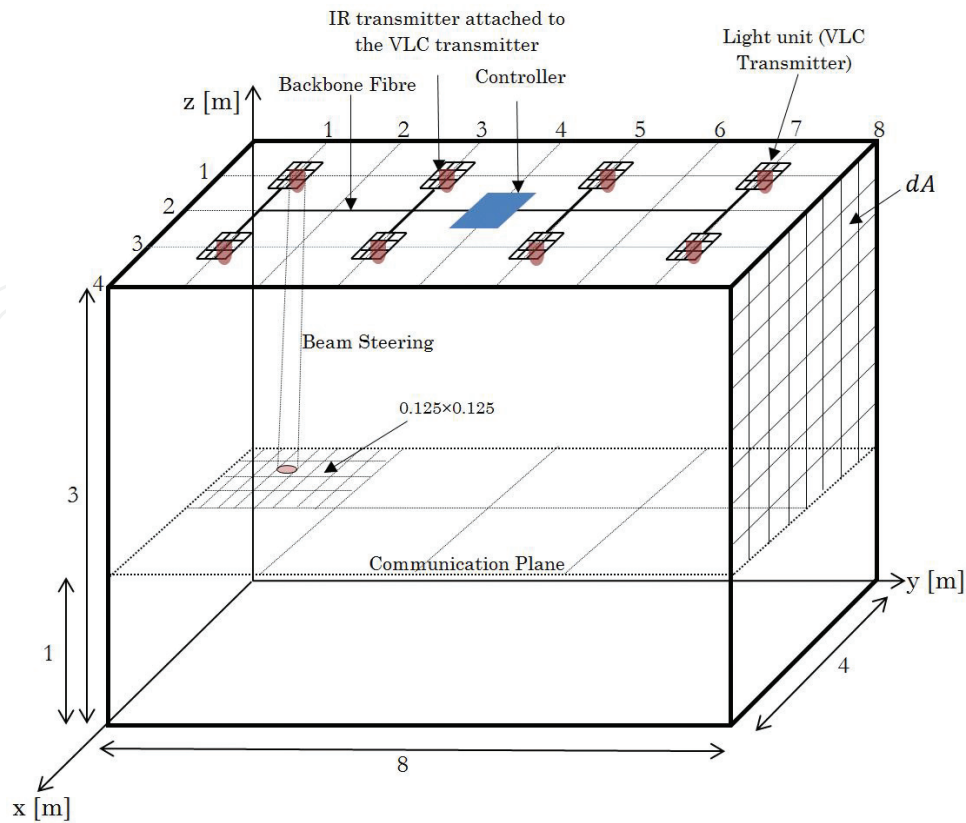 IR transmitter attached to
the VLC transmitter
Light unit (VLC
Transmitter)
Controller
Backbone Fibre
z [m]
1
2
3
4
5
6
7
8
1
2
3
4
dA
Beam Steering
0.125×0.125
3
Communication Plane
y [m]
1
4
8
x [m]